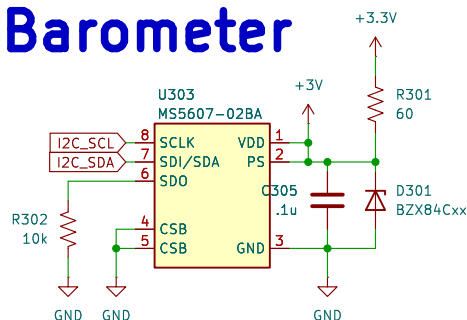 Barometer
+3.3V
+3V
U303
MS5607-02BA
R301
60
I2C_SCL 8 SCLK VDD 1
I2C_SDA 7 SDI/SDA PS 2
6 SDO
C305
.1u
D301
BZX84Cxx
R302
10k
4 CSB
5 CSB GND 3
GND GND GND